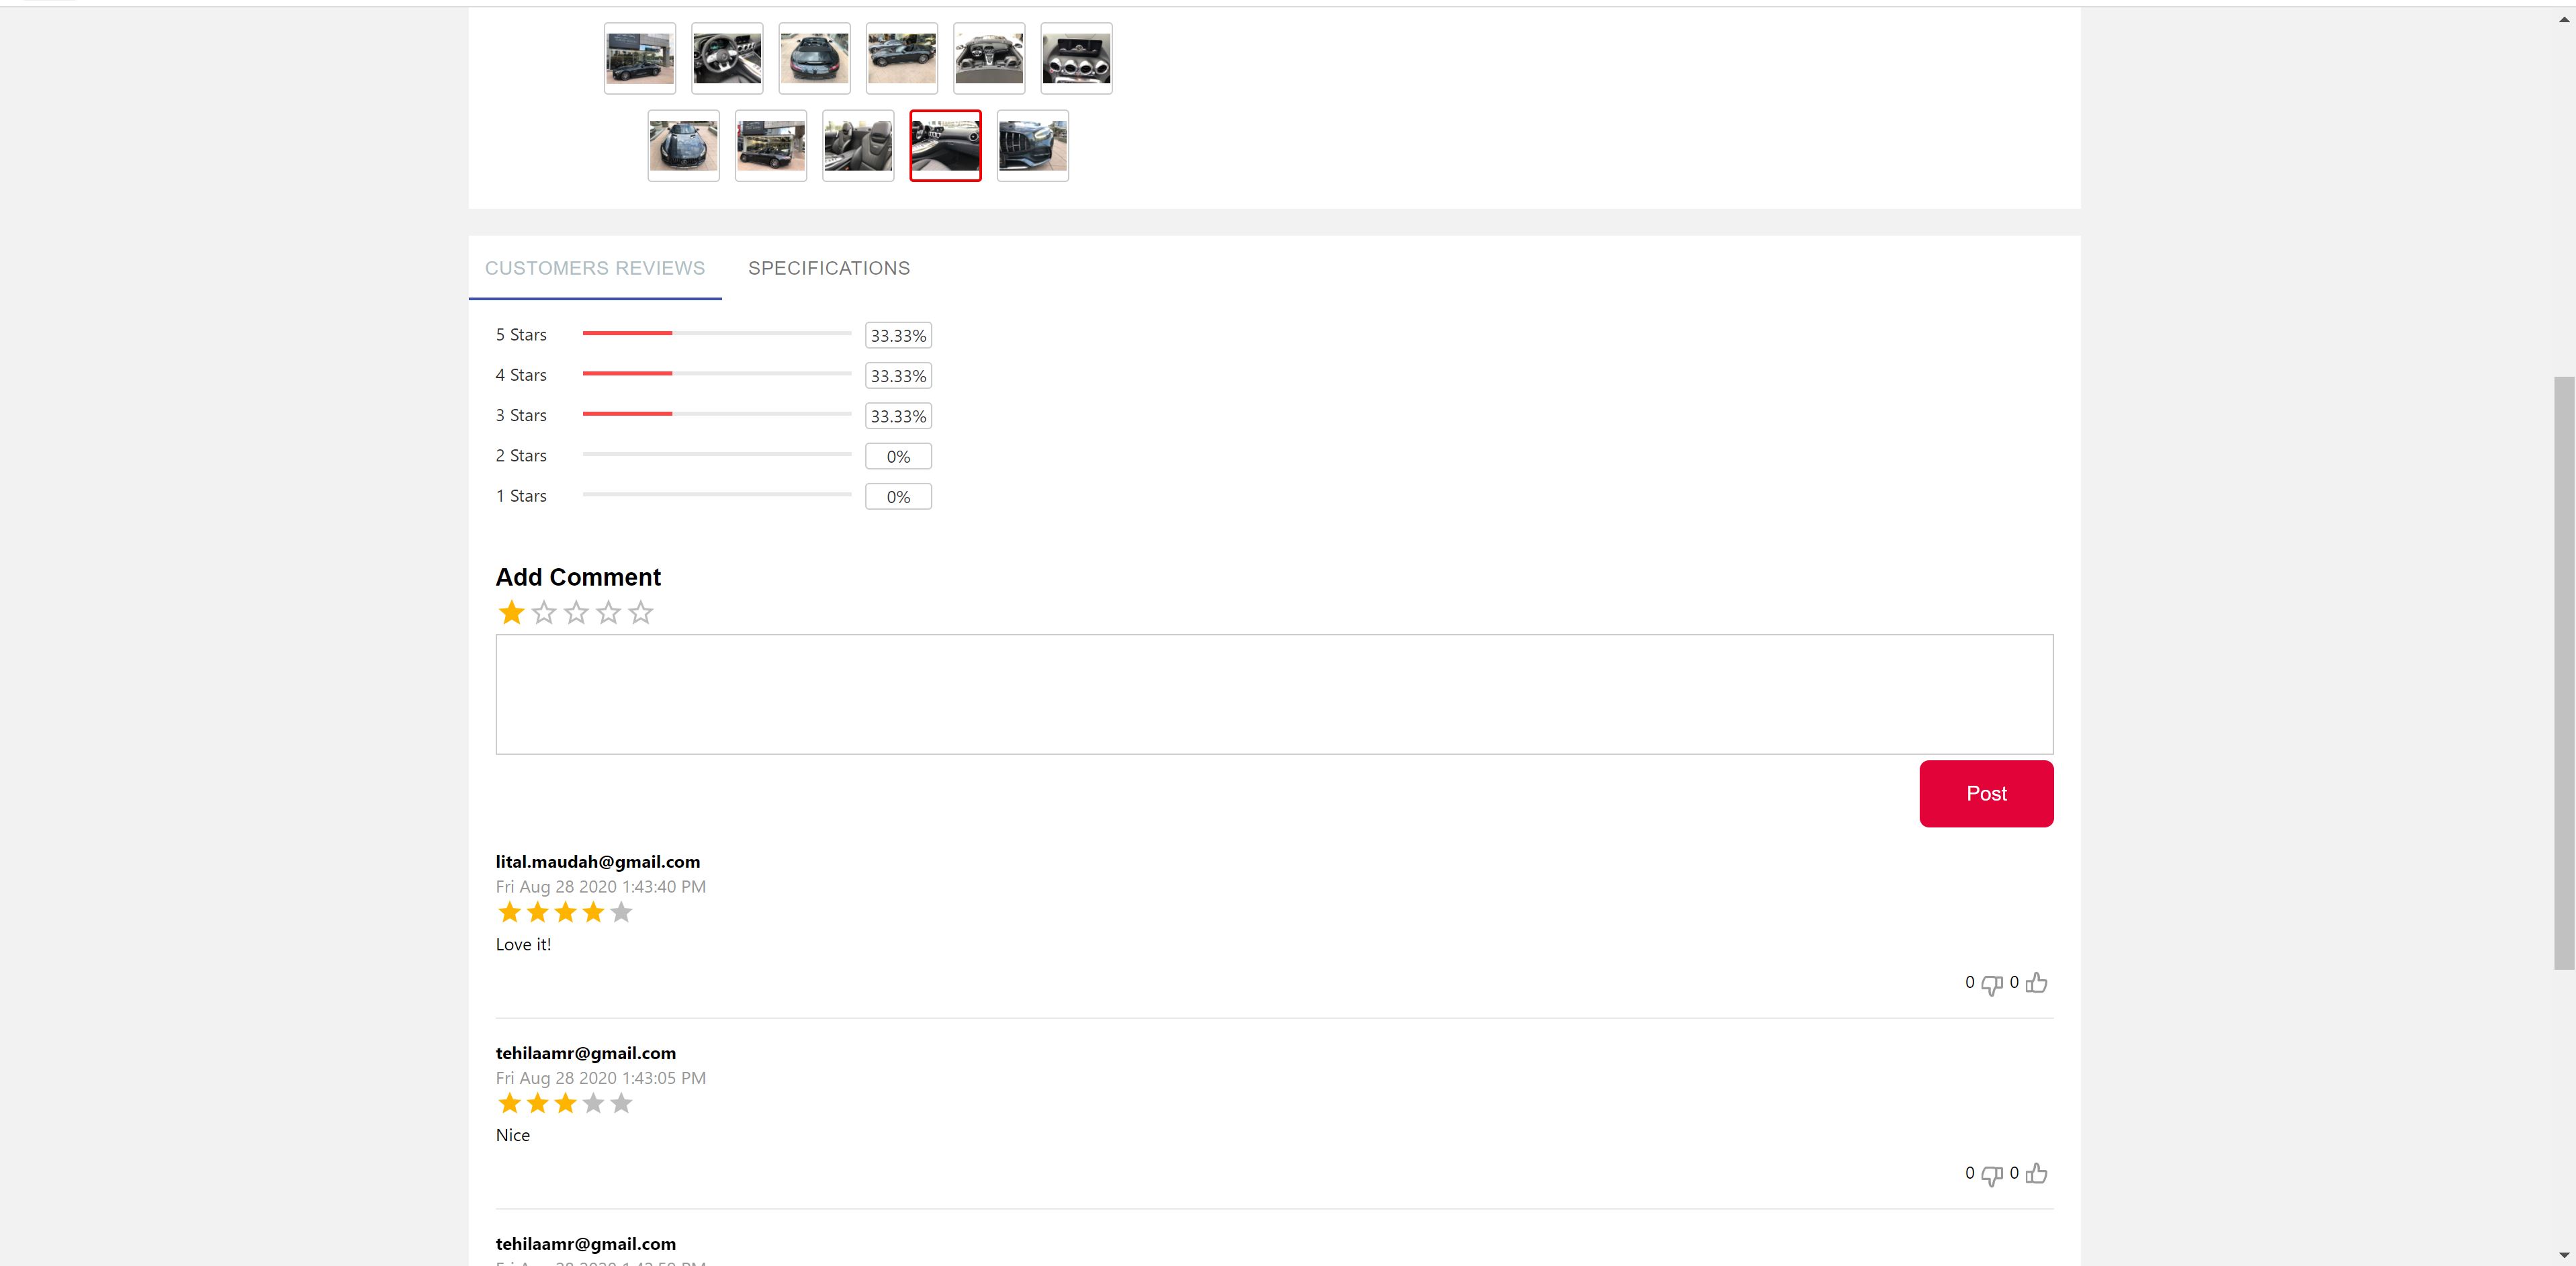 CUSTOMERS REVIEWS SPECIFICATIONS
5 Stars 33.33%
4 Stars 33.33%
3 Stars 33.33%
2 Stars 0%
1 Stars 0%
Add Comment
Post
lital.maudah@gmail.com
Fri Aug 28 2020 1:43:40 PM
Love it!
0 0
tehilaamr@gmail.com
Fri Aug 28 2020 1:43:05 PM
Nice
0 0
tehilaamr@gmail.com